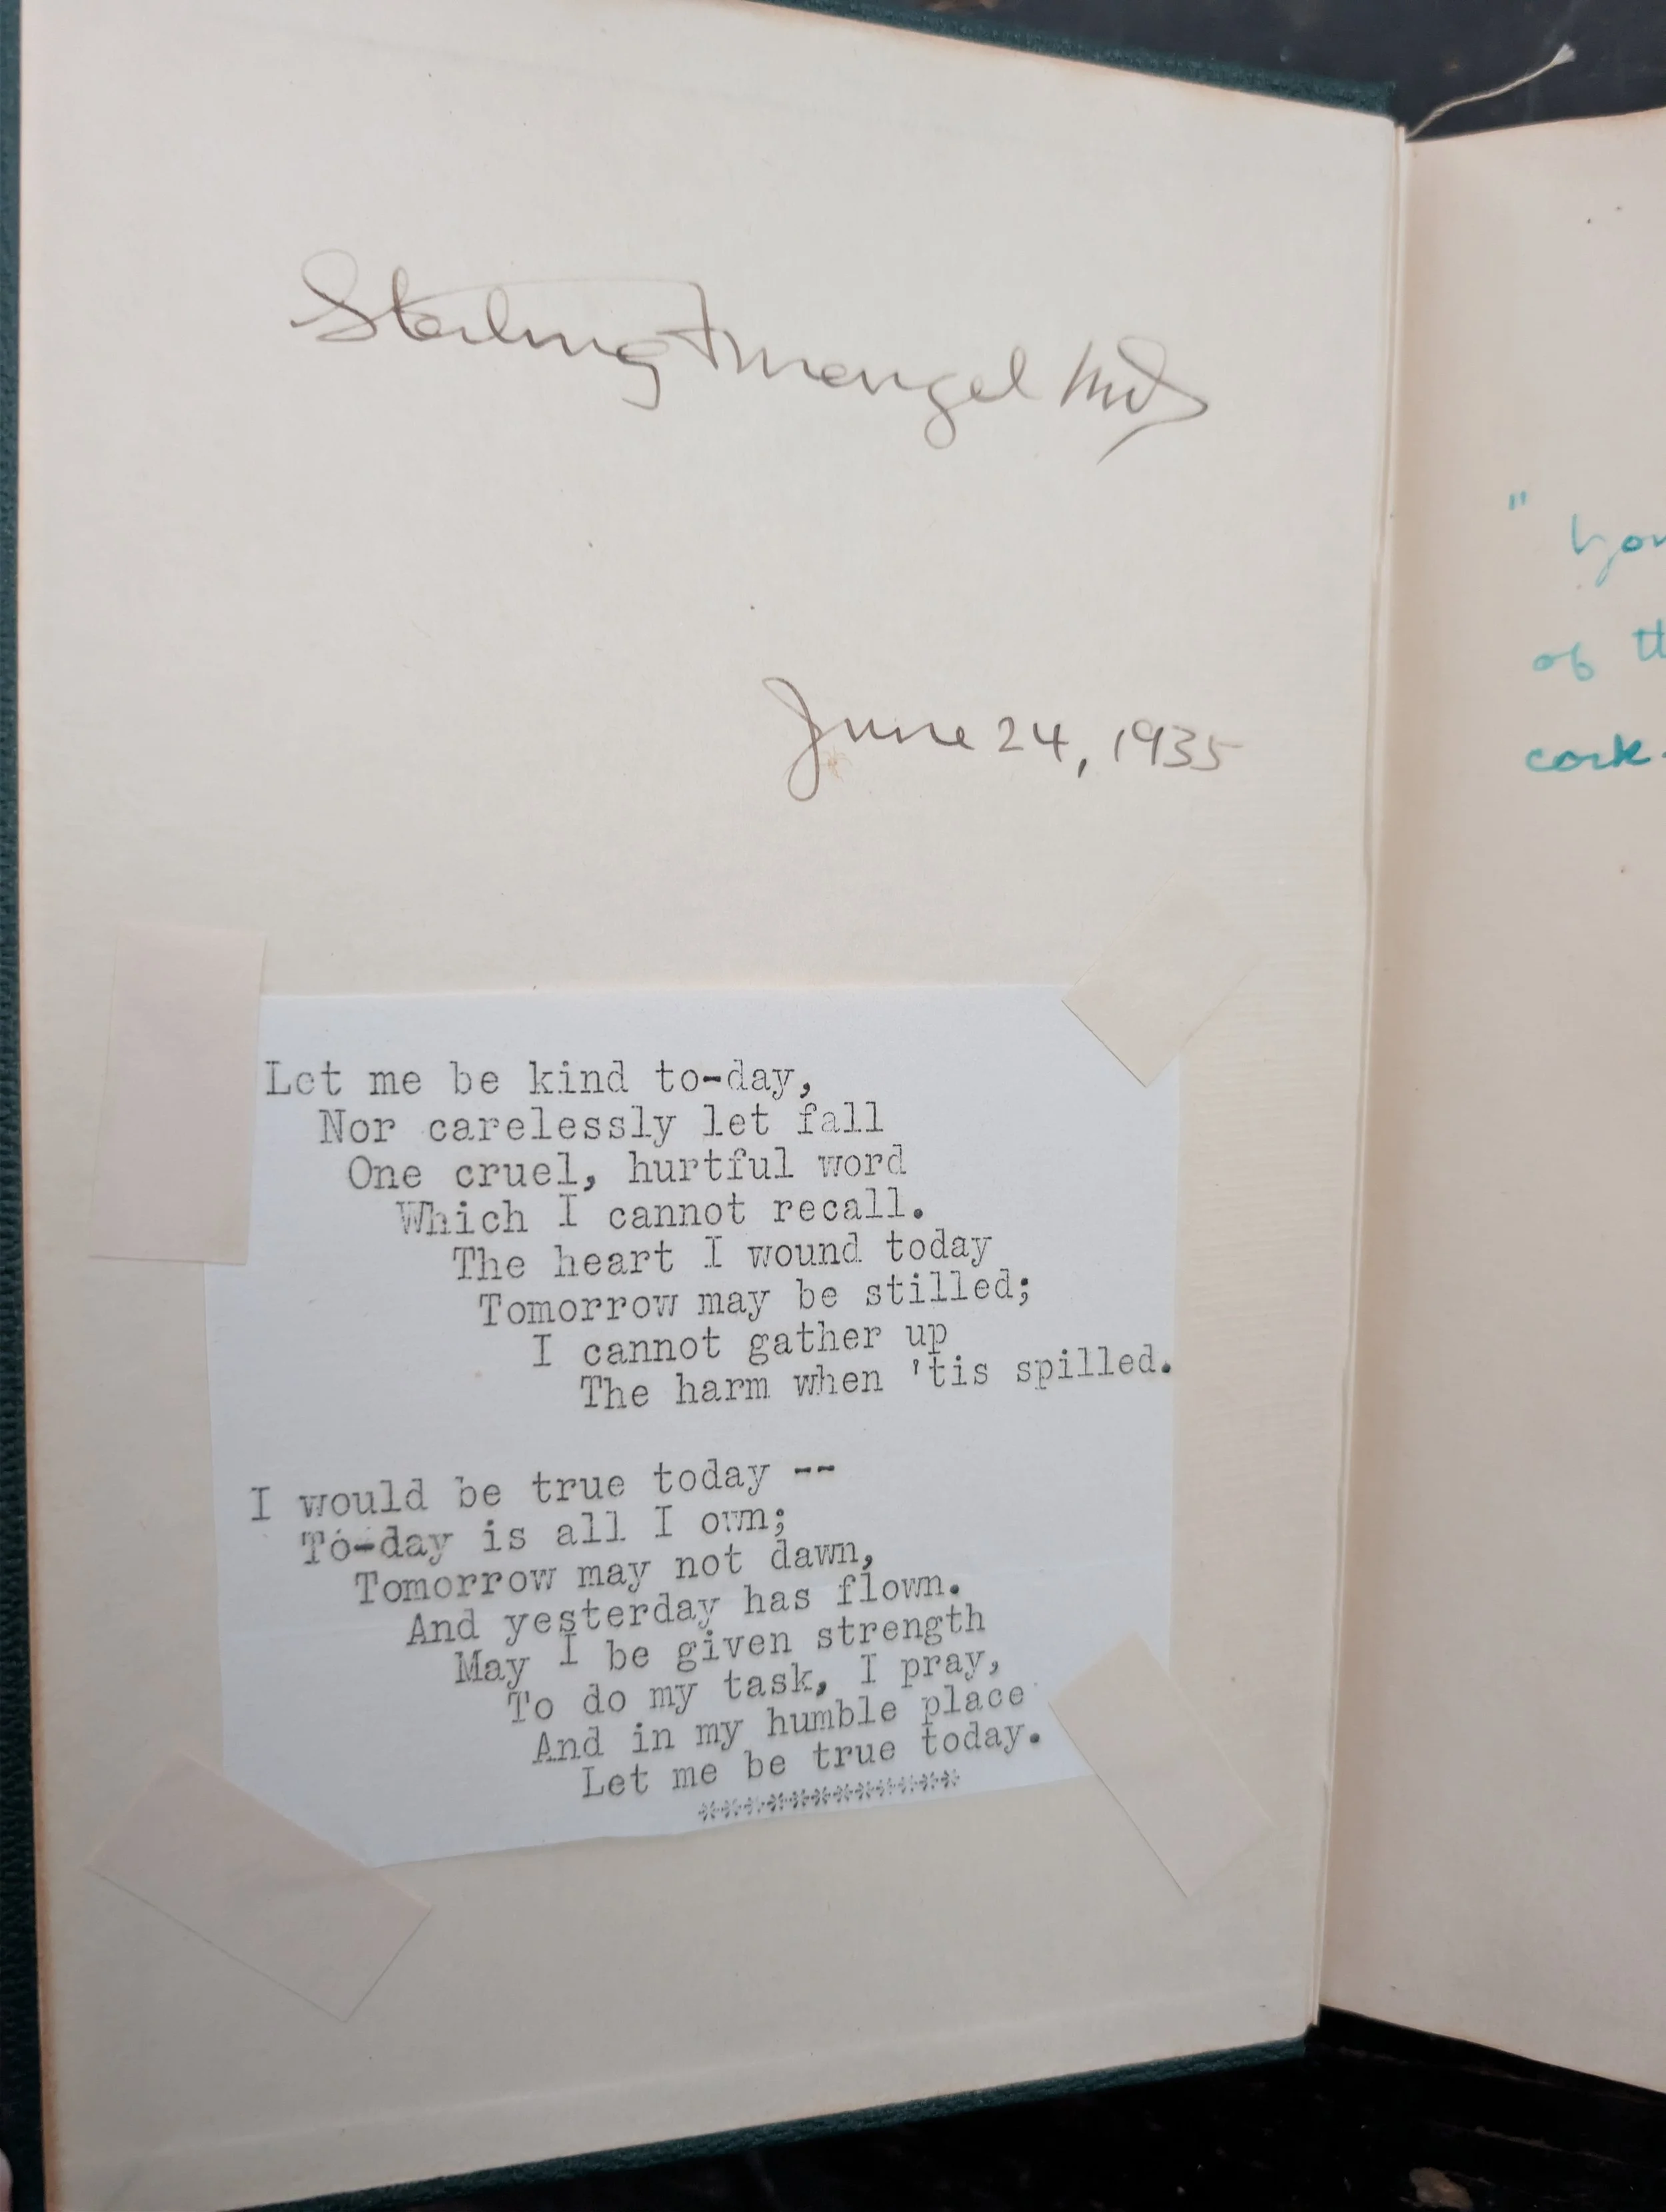 Sterling F Mengel MD
June 24, 1935
Let me be kind to-day,
Nor carelessly let fall
One cruel, hurtful word
Which I cannot recall.
The heart I wound today
Tomorrow may be stilled;
I cannot gather up
The harm when 'tis spilled.
I would be true today --
To-day is all I own;
Tomorrow may not dawn,
And yesterday has flown.
May I be given strength
To do my task, I pray,
And in my humble place
Let me be true today.
******************
"
of
cork